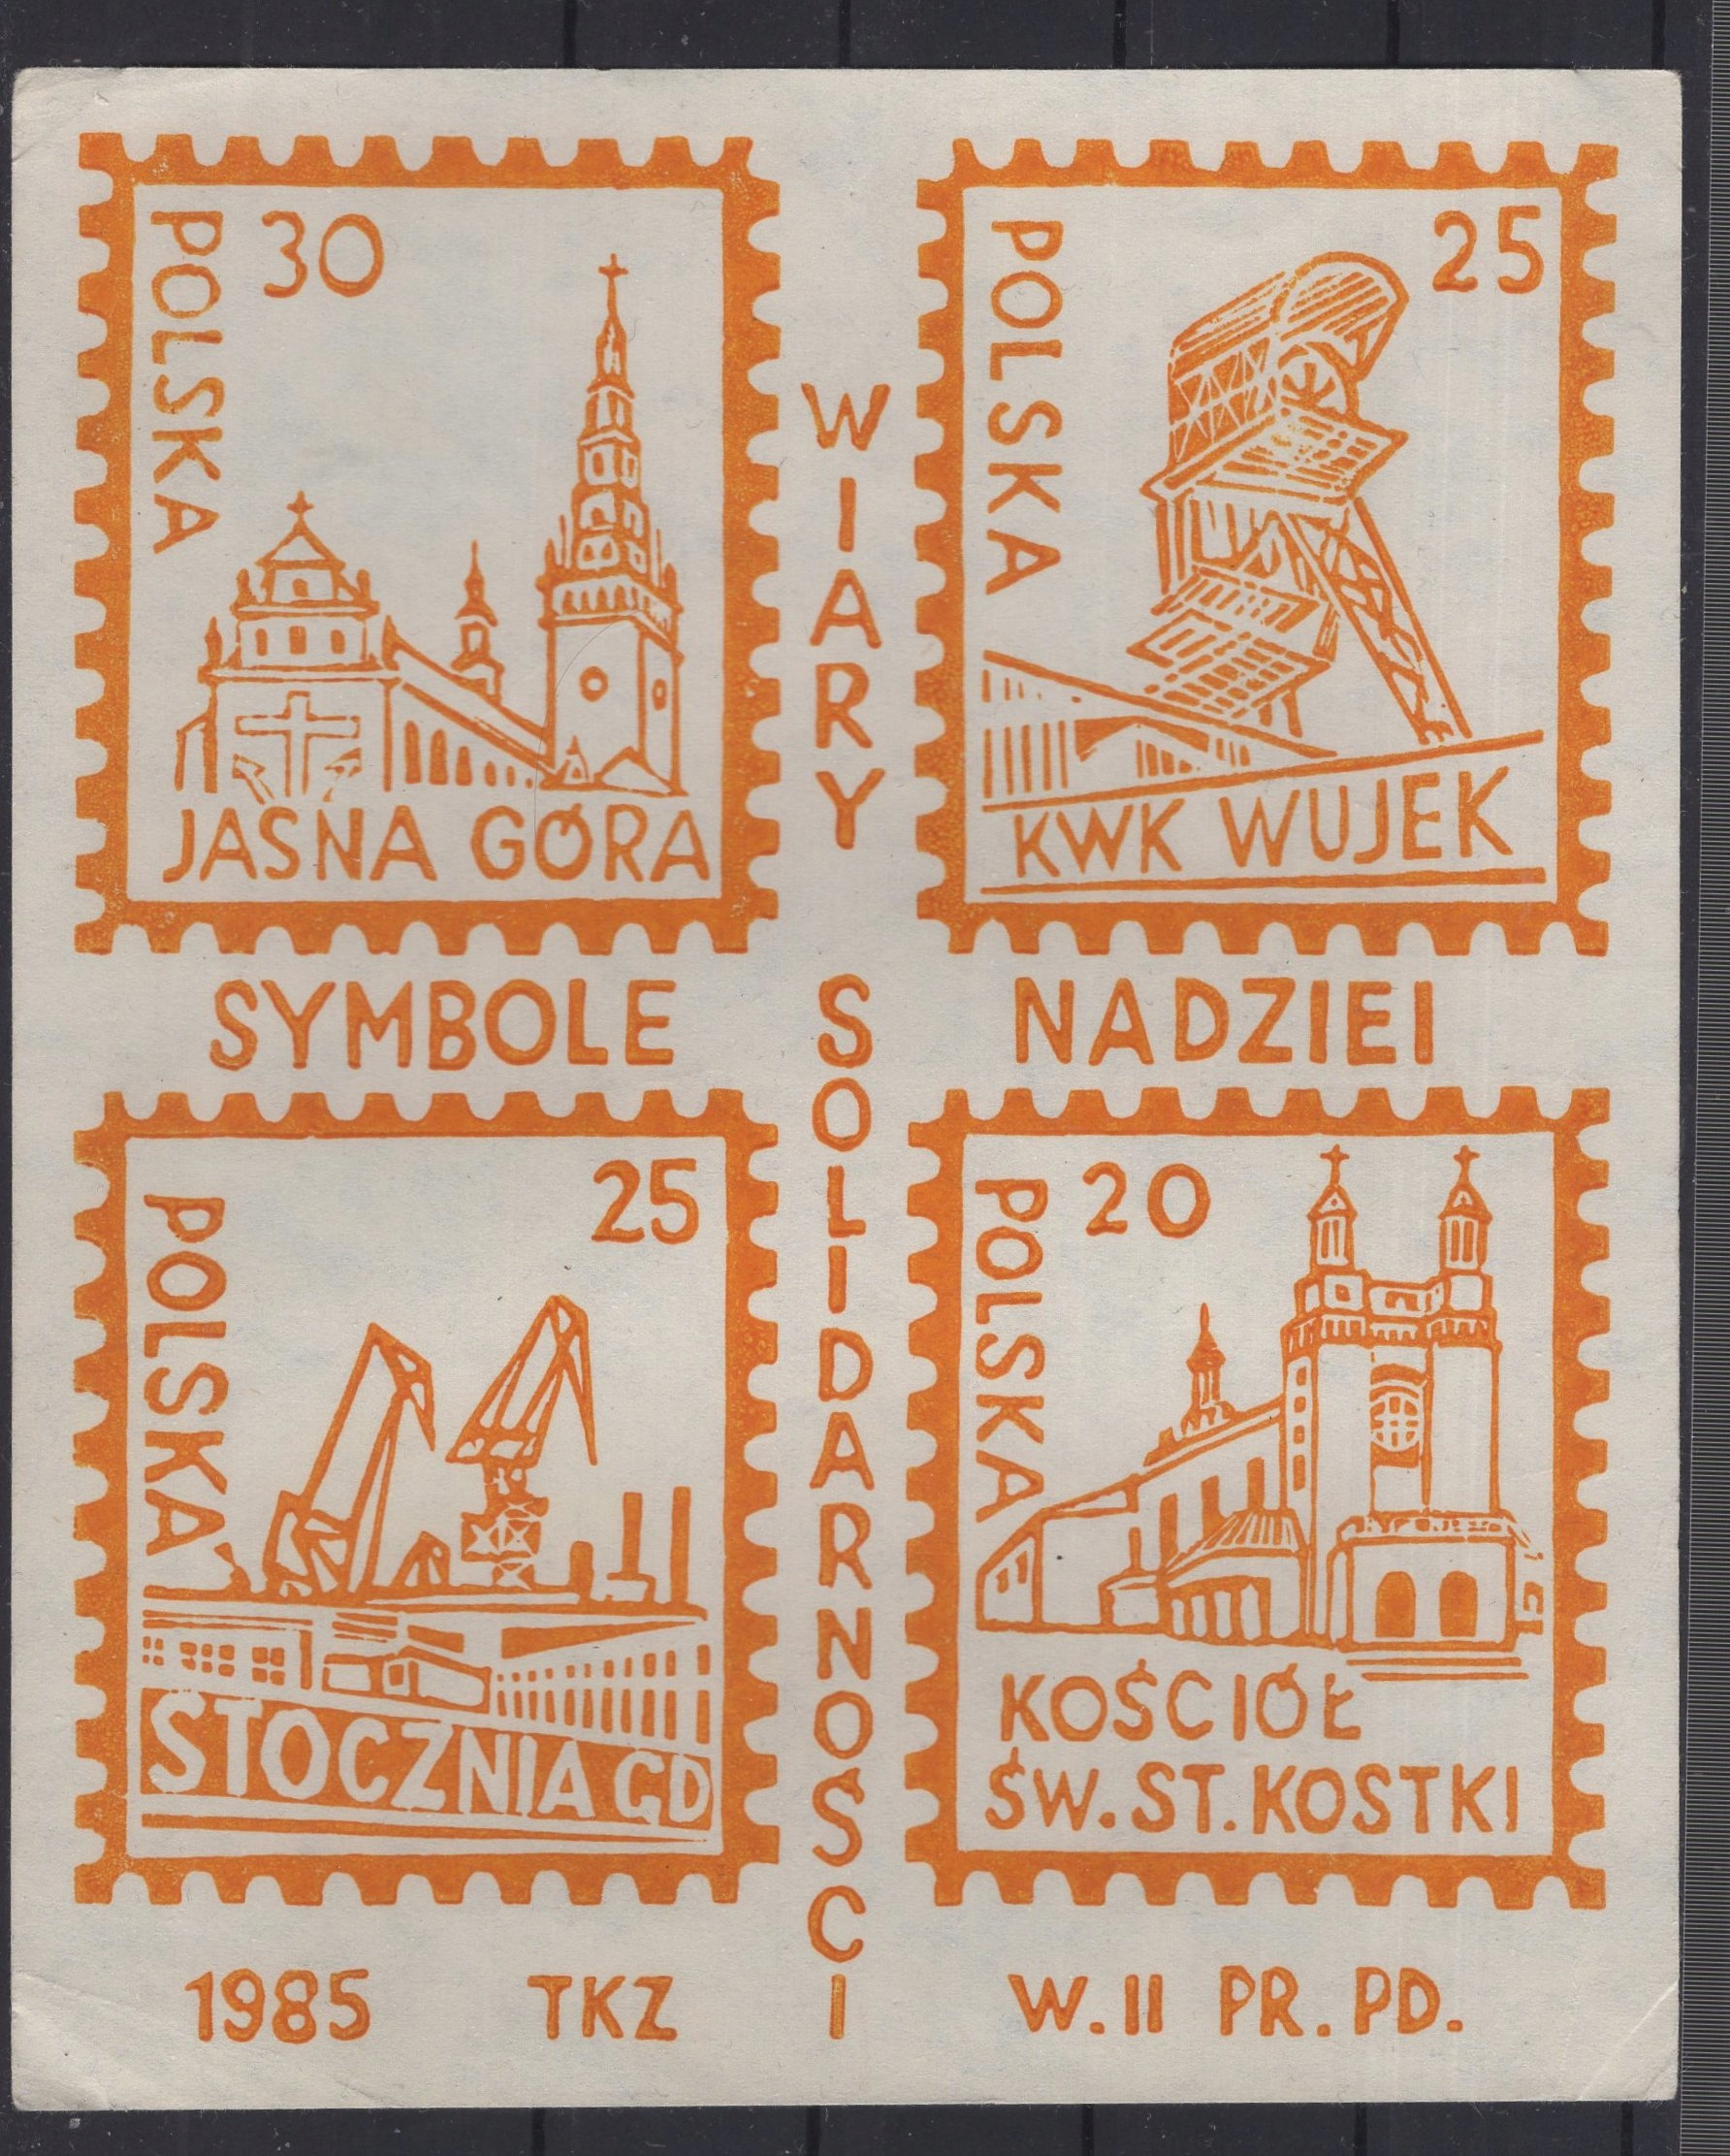 POLSKA
30
JASNA GÓRA
POLSKA
25
KWK WUJEK
WIARY
SYMBOLE
NADZIEI
SOLIDARNOŚCI
POLSKA
25
STOCZNIA GD
POLSKA
20
KOŚCIÓŁ
ŚW. ST. KOSTKI
1985 TKZ
W. II PR. PD.